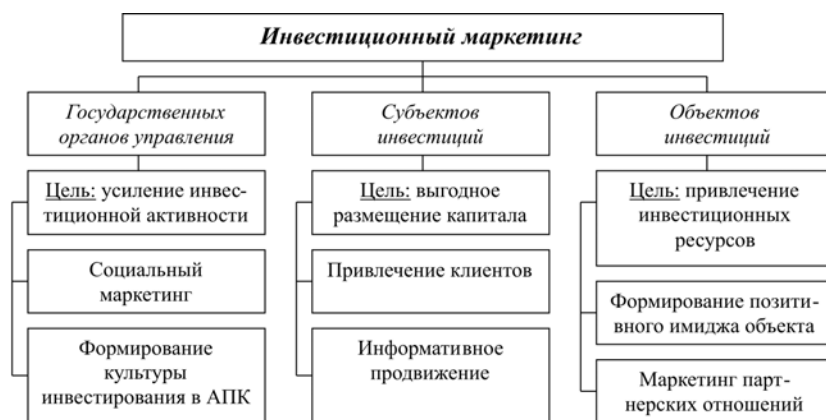 Инвестиционный маркетинг
Государственных
органов управления
Цель: усиление инвес-
тиционной активности
Социальный
маркетинг
Формирование
культуры
инвестирования в АПК
Субъектов
инвестиций
Цель: выгодное
размещение капитала
Привлечение клиентов
Информативное
продвижение
Объектов
инвестиций
Цель: привлечение
инвестиционных
ресурсов
Формирование позити-
вного имиджа объекта
Маркетинг парт-
нерских отношений